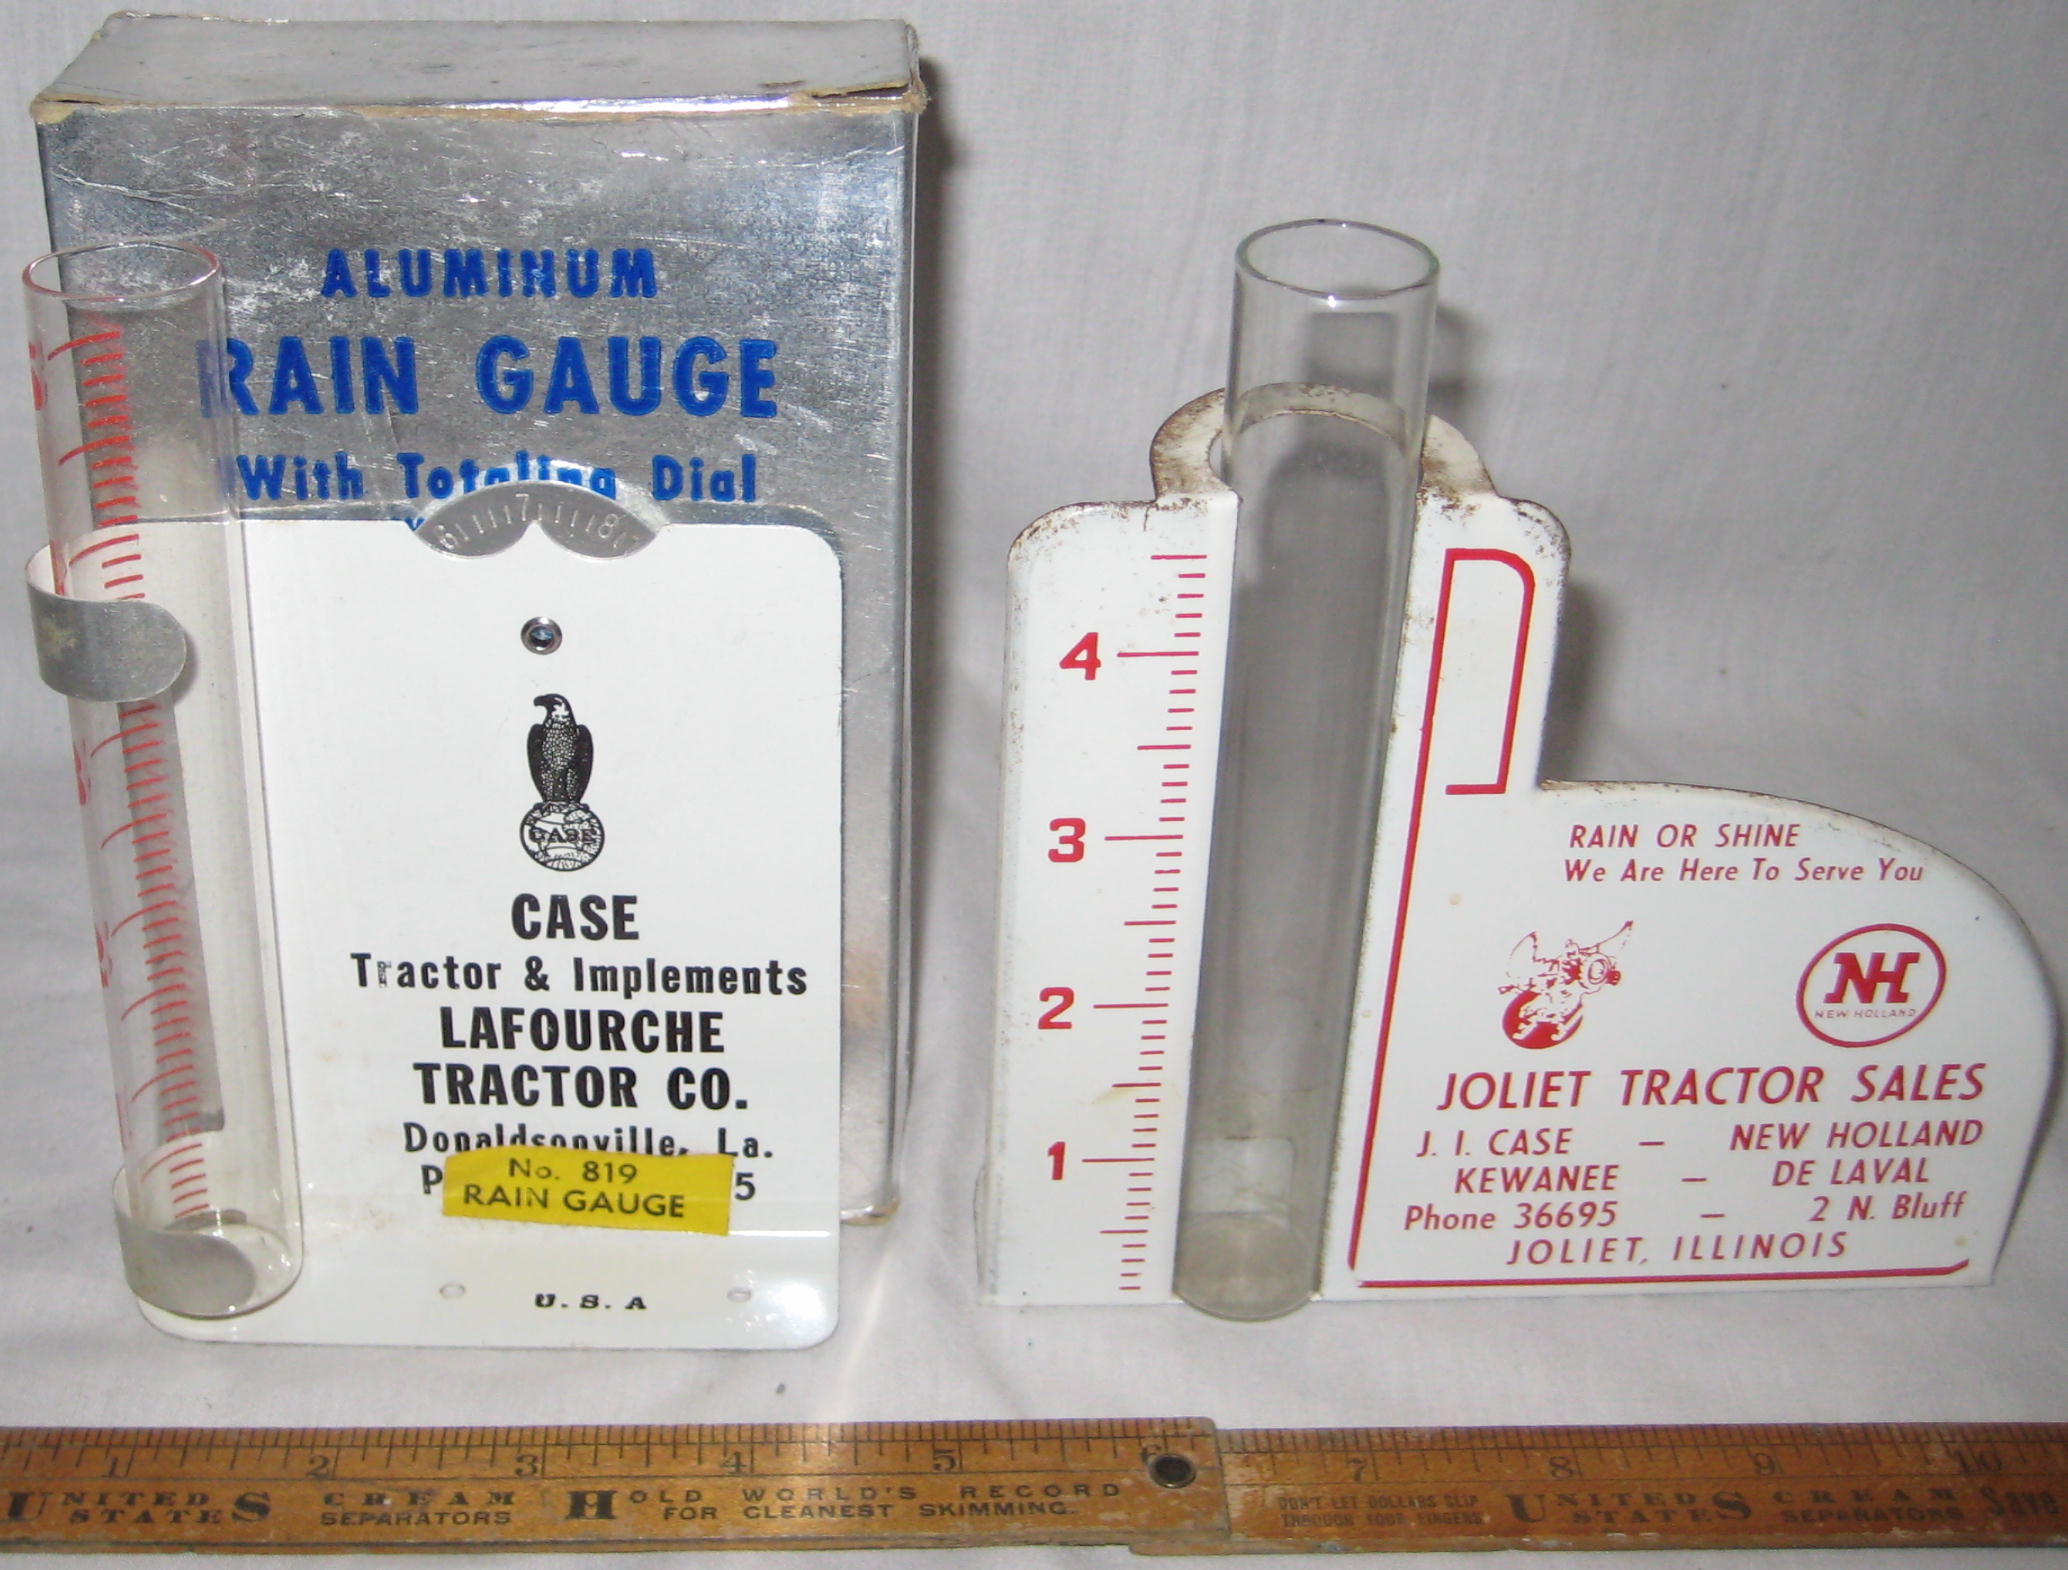 ALUMINUM
RAIN GAUGE
With Totaling Dial
6 7 8
CASE
CASE
Tractor & Implements
LAFOURCHE
TRACTOR CO.
Donaldsonville, La.
P 5
No. 819
RAIN GAUGE
U. S. A
4
3
2
1
RAIN OR SHINE
We Are Here To Serve You
NH
NEW HOLLAND
JOLIET TRACTOR SALES
J. I. CASE — NEW HOLLAND
KEWANEE — DE LAVAL
Phone 36695 — 2 N. Bluff
JOLIET, ILLINOIS
1 2 3 4 5 6 7 8 9 10
UNITED STATES CREAM SEPARATORS HOLD WORLD'S RECORD FOR CLEANEST SKIMMING.
DON'T LET DOLLARS SLIP THROUGH YOUR FINGERS UNITED STATES CREAM SEPARATORS Save